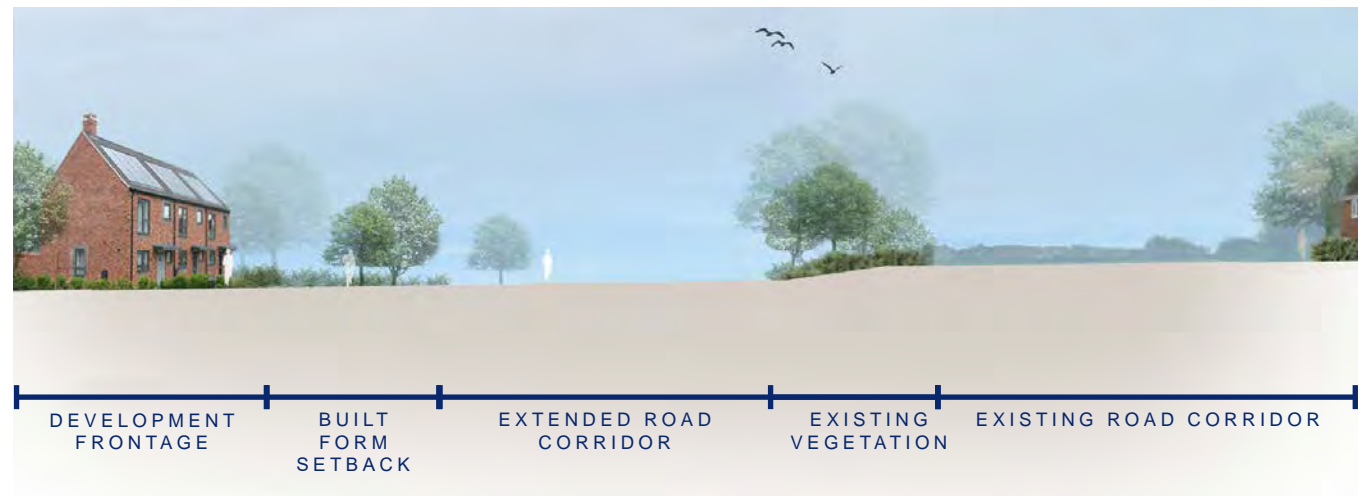 DEVELOPMENT
FRONTAGE
BUILT
FORM
SETBACK
EXTENDED ROAD
CORRIDOR
EXISTING
VEGETATION
EXISTING ROAD CORRIDOR